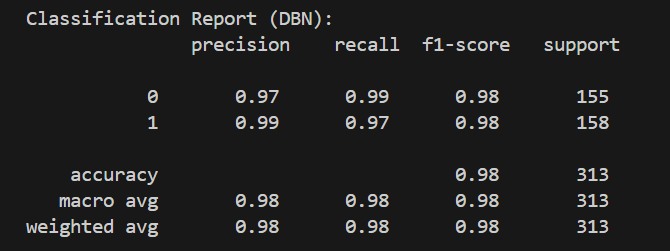 Classification Report (DBN):
precision recall f1-score support
0 0.97 0.99 0.98 155
1 0.99 0.97 0.98 158
accuracy 0.98 313
macro avg 0.98 0.98 0.98 313
weighted avg 0.98 0.98 0.98 313